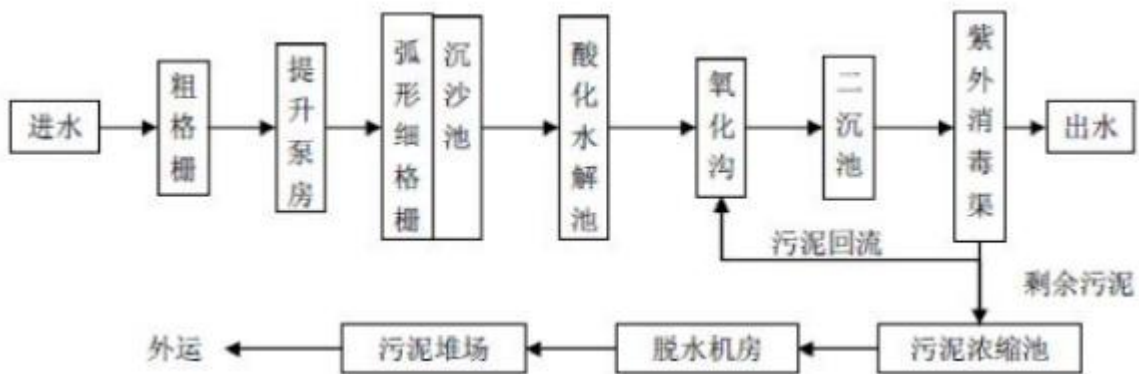 进水
粗格栅
提升泵房
弧形细格栅
沉沙池
酸化水解池
氧化沟
二沉池
紫外消毒渠
出水
污泥回流
剩余污泥
外运
污泥堆场
脱水机房
污泥浓缩池